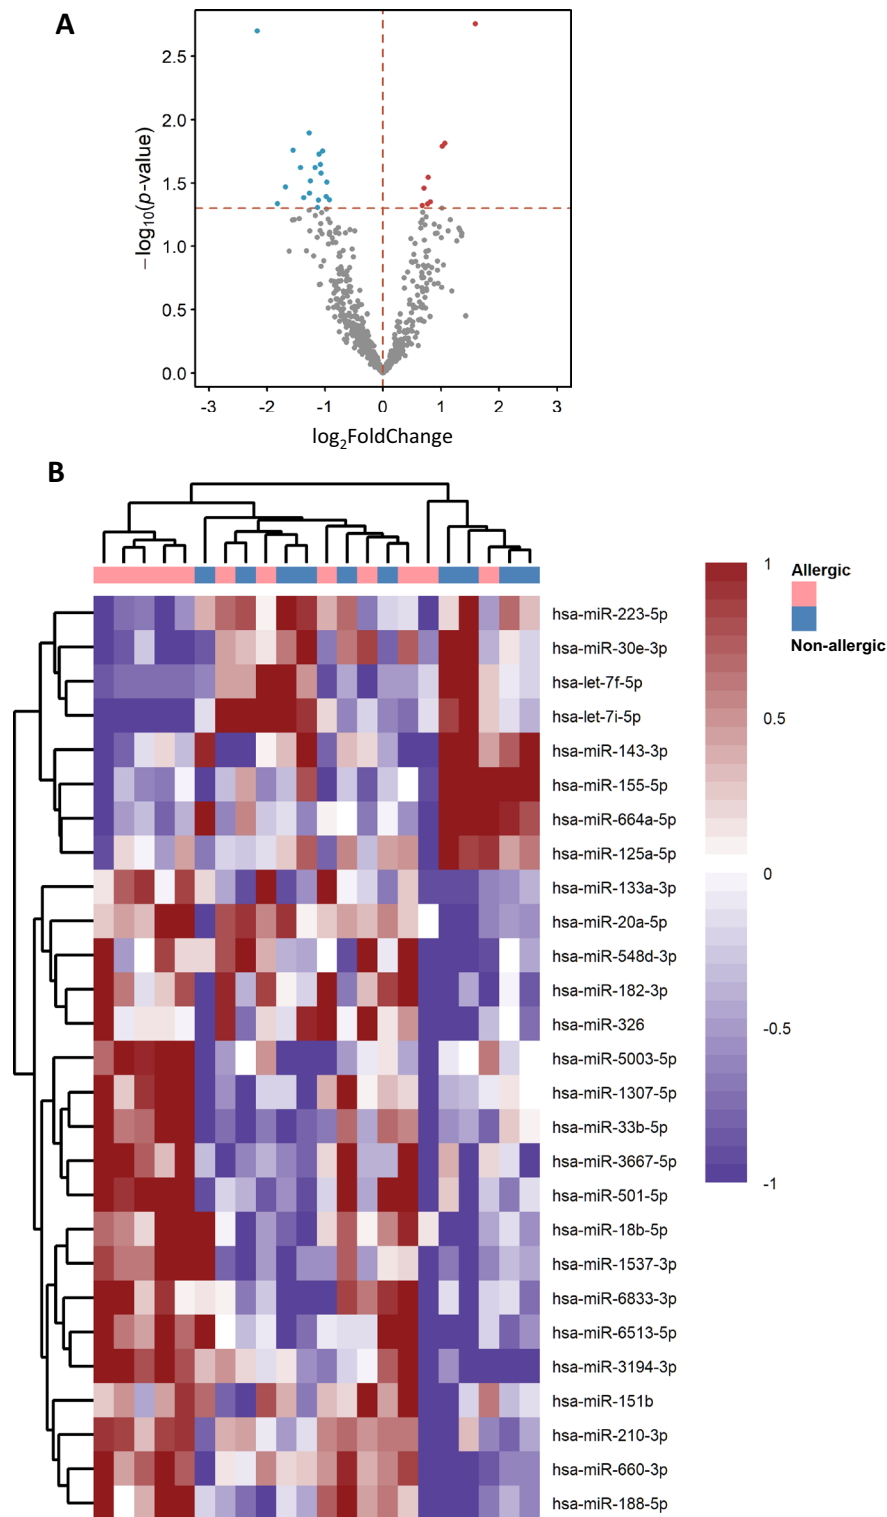 A
2.5
2.0
1.5
1.0
0.5
0.0
−log10(p-value)
-3 -2 -1 0 1 2 3
log2FoldChange
B
hsa-miR-223-5p
hsa-miR-30e-3p
hsa-let-7f-5p
hsa-let-7i-5p
hsa-miR-143-3p
hsa-miR-155-5p
hsa-miR-664a-5p
hsa-miR-125a-5p
hsa-miR-133a-3p
hsa-miR-20a-5p
hsa-miR-548d-3p
hsa-miR-182-3p
hsa-miR-326
hsa-miR-5003-5p
hsa-miR-1307-5p
hsa-miR-33b-5p
hsa-miR-3667-5p
hsa-miR-501-5p
hsa-miR-18b-5p
hsa-miR-1537-3p
hsa-miR-6833-3p
hsa-miR-6513-5p
hsa-miR-3194-3p
hsa-miR-151b
hsa-miR-210-3p
hsa-miR-660-3p
hsa-miR-188-5p
1
0.5
0
-0.5
-1
Allergic
Non-allergic